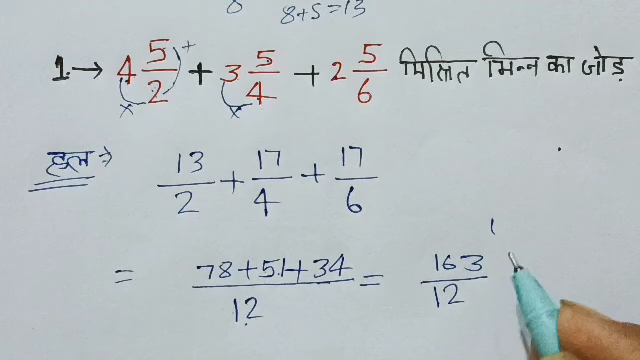 8 8+5=13
1.→ 4 5/2 + 3 5/4 + 2 5/6 मिश्रित भिन्न का जोड़
हल ⇒ 13/2 + 17/4 + 17/6
= 78+51+34/12 = 163/12